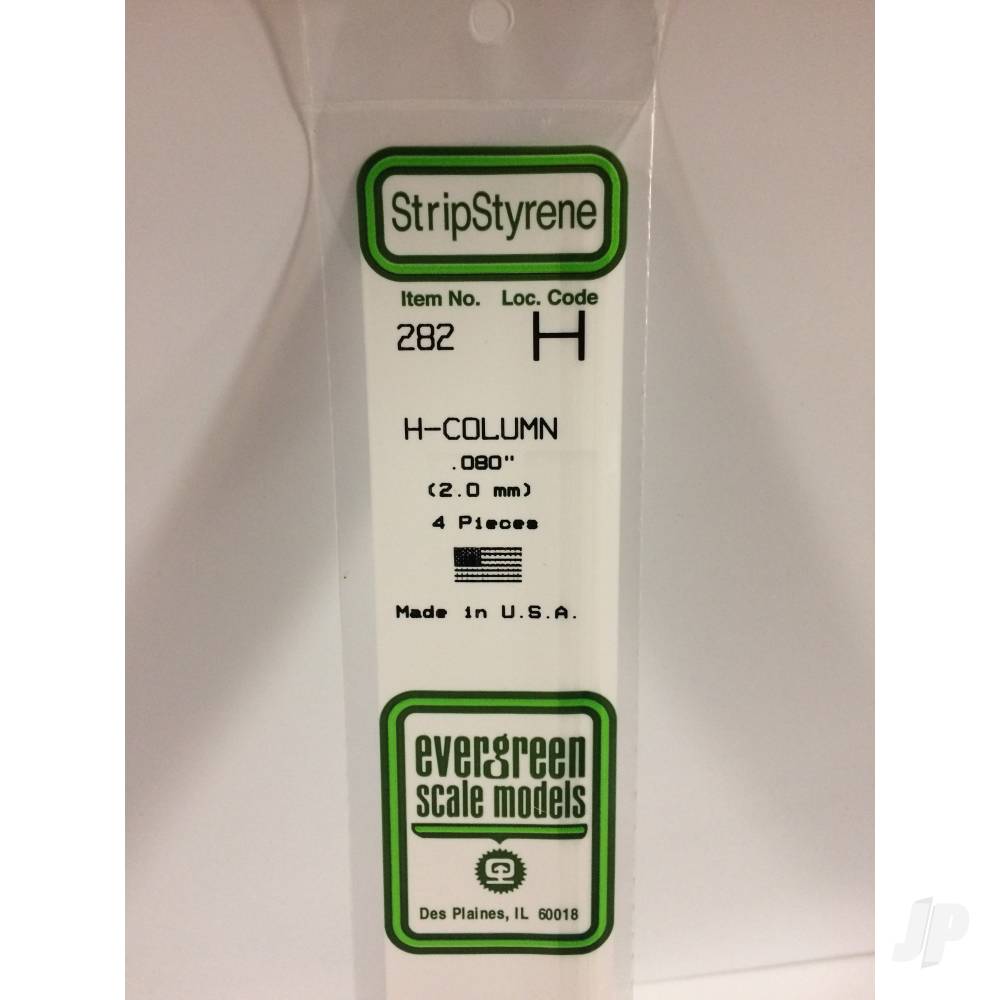 StripStyrene
Item No. Loc. Code
282 H
H-COLUMN
.080"
(2.0 mm)
4 Pieces
Made in U.S.A.
evergreen
scale models
Des Plaines, IL 60018
JP